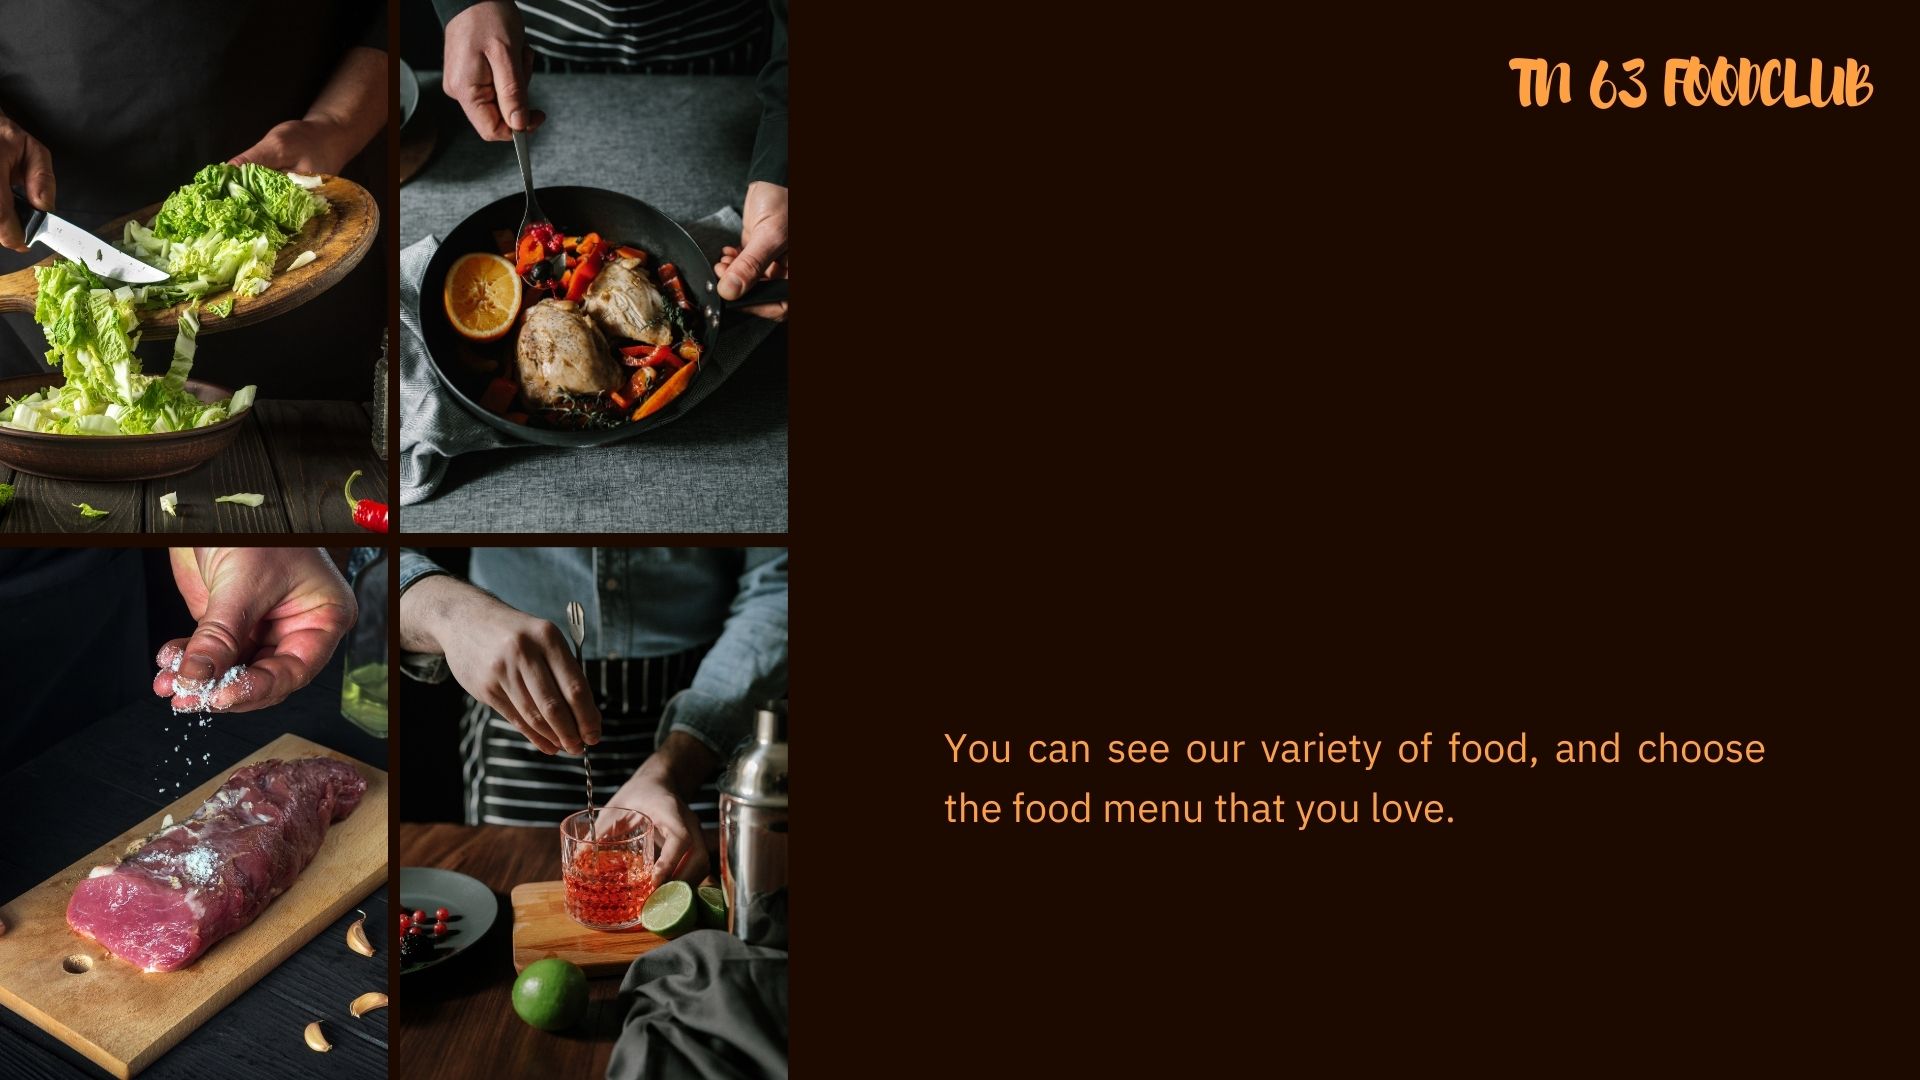 TN 63 FOODCLUB
You can see our variety of food, and choose
the food menu that you love.